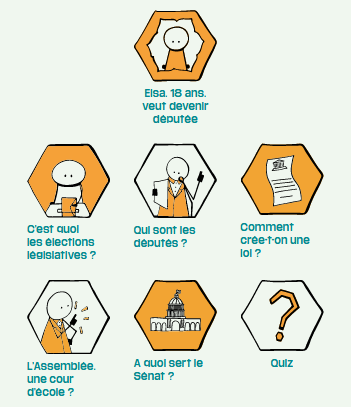 Elsa, 18 ans,
veut devenir
députée
C'est quoi
les élections
législatives ?
Qui sont les
députés ?
Comment
crée-t-on une
loi ?
L'Assemblée,
une cour
d'école ?
A quoi sert le
Sénat ?
Quiz